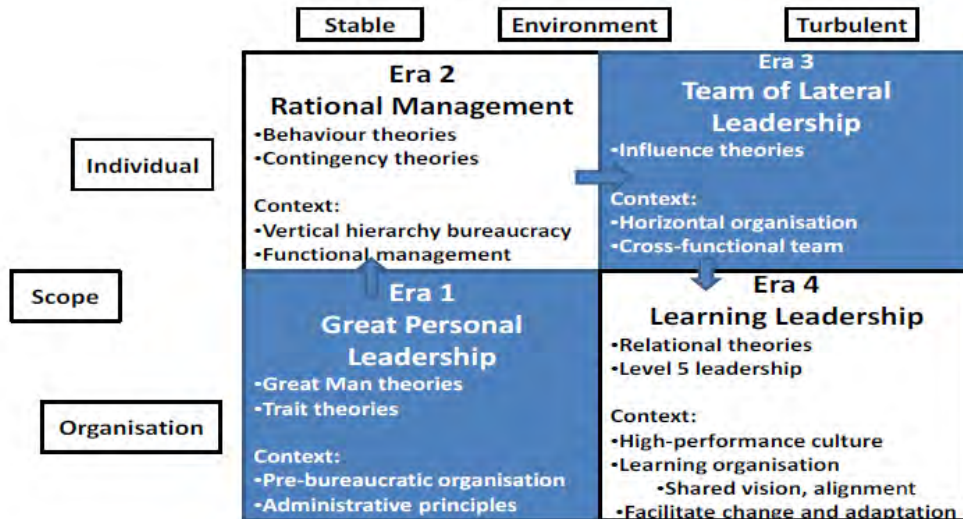 Stable
Environment
Turbulent
Individual
Scope
Organisation
Era 2
Rational Management
•Behaviour theories
•Contingency theories
Context:
•Vertical hierarchy bureaucracy
•Functional management
Era 3
Team of Lateral
Leadership
•Influence theories
Context:
•Horizontal organisation
•Cross-functional team
Era 1
Great Personal
Leadership
•Great Man theories
•Trait theories
Context:
•Pre-bureaucratic organisation
•Administrative principles
Era 4
Learning Leadership
•Relational theories
•Level 5 leadership
Context:
•High-performance culture
•Learning organisation
•Shared vision, alignment
•Facilitate change and adaptation